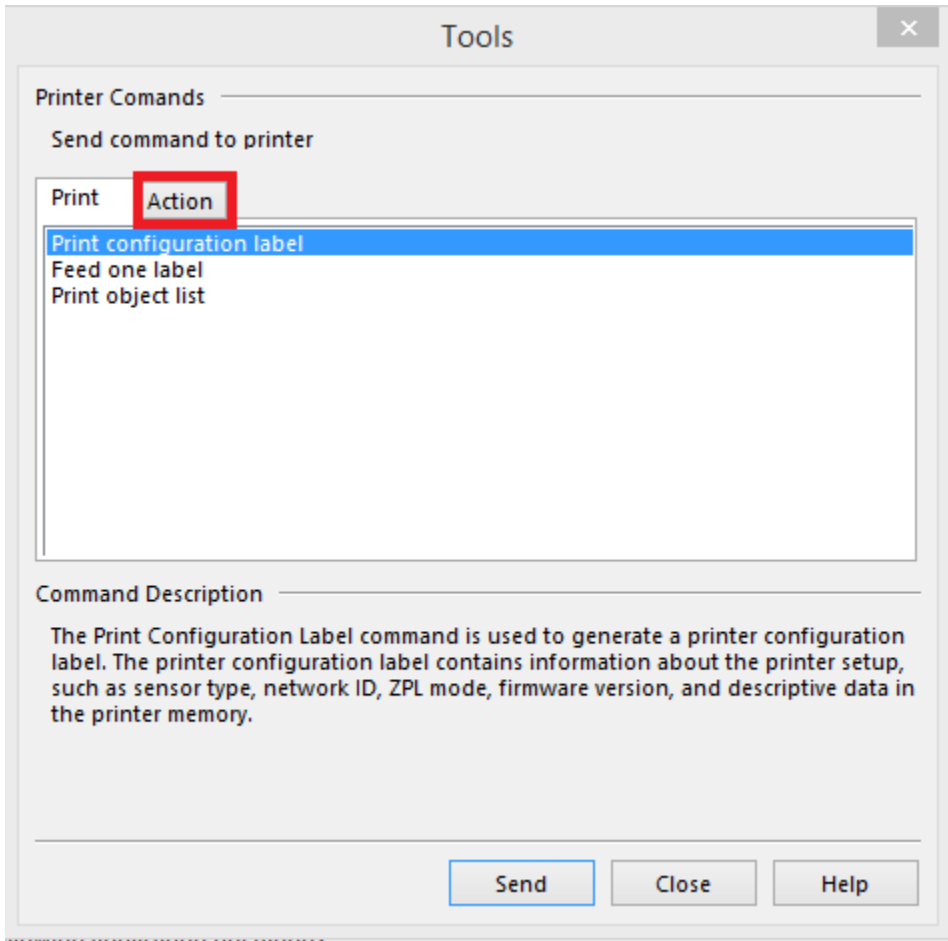 Tools
Printer Comands
Send command to printer
Print
Action
Print configuration label
Feed one label
Print object list
Command Description
The Print Configuration Label command is used to generate a printer configuration
label. The printer configuration label contains information about the printer setup,
such as sensor type, network ID, ZPL mode, firmware version, and descriptive data in
the printer memory.
Send
Close
Help